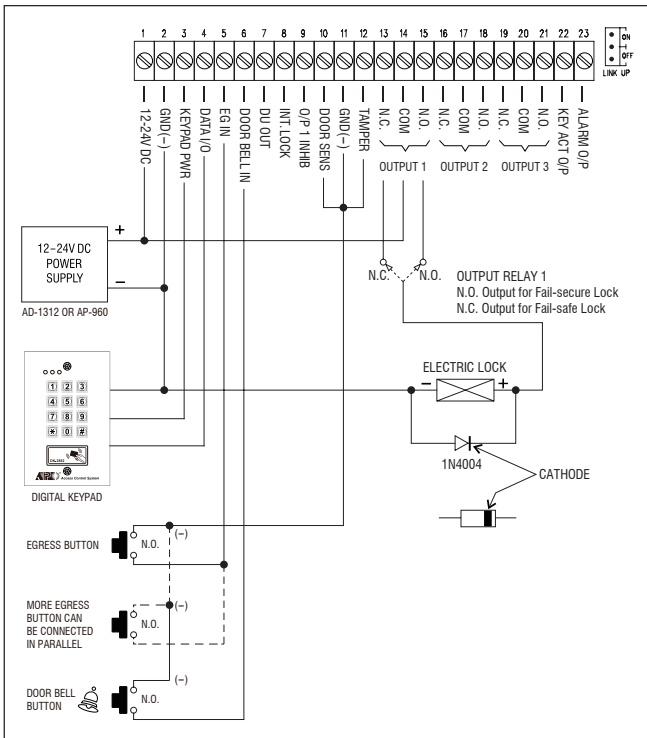 1 2 3 4 5 6 7 8 9 10 11 12 13 14 15 16 17 18 19 20 21 22 23
ON
OFF
LINK UP
12-24V DC
GND(−)
KEYPAD PWR
DATA I/O
EG IN
DOOR BELL IN
DU OUT
INT. LOCK
O/P 1 INHIB
DOOR SENS
GND(−)
TAMPER
N.C.
COM
N.O.
N.C.
COM
N.O.
N.C.
COM
N.O.
KEY ACT O/P
ALARM O/P
OUTPUT 1
OUTPUT 2
OUTPUT 3
+
12–24V DC
POWER
SUPPLY
−
AD-1312 OR AP-960
N.C.
N.O.
OUTPUT RELAY 1
N.O. Output for Fail-secure Lock
N.C. Output for Fail-safe Lock
ELECTRIC LOCK
− +
1N4004
CATHODE
1 2 3
4 5 6
7 8 9
* 0 #
Access Control System
DIGITAL KEYPAD
EGRESS BUTTON
N.O.
(−)
MORE EGRESS
BUTTON CAN
BE CONNECTED
IN PARALLEL
N.O.
(−)
DOOR BELL
BUTTON
N.O.
(−)